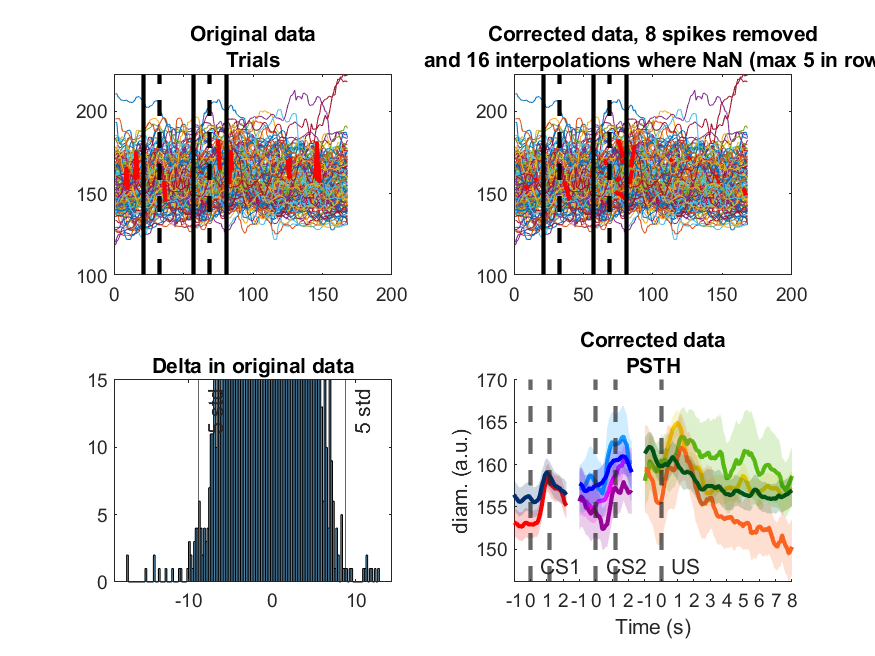 Original data
Trials
200
150
100
0 50 100 150 200
Corrected data, 8 spikes removed
and 16 interpolations where NaN (max 5 in row
200
150
100
0 50 100 150 200
Delta in original data
15
10
5
0
-10 0 10
5 std
5 std
Corrected data
PSTH
170
165
160
155
150
diam. (a.u.)
CS1 CS2 US
-1 0 1 2 -1 0 1 2 -1 0 1 2 3 4 5 6 7 8
Time (s)